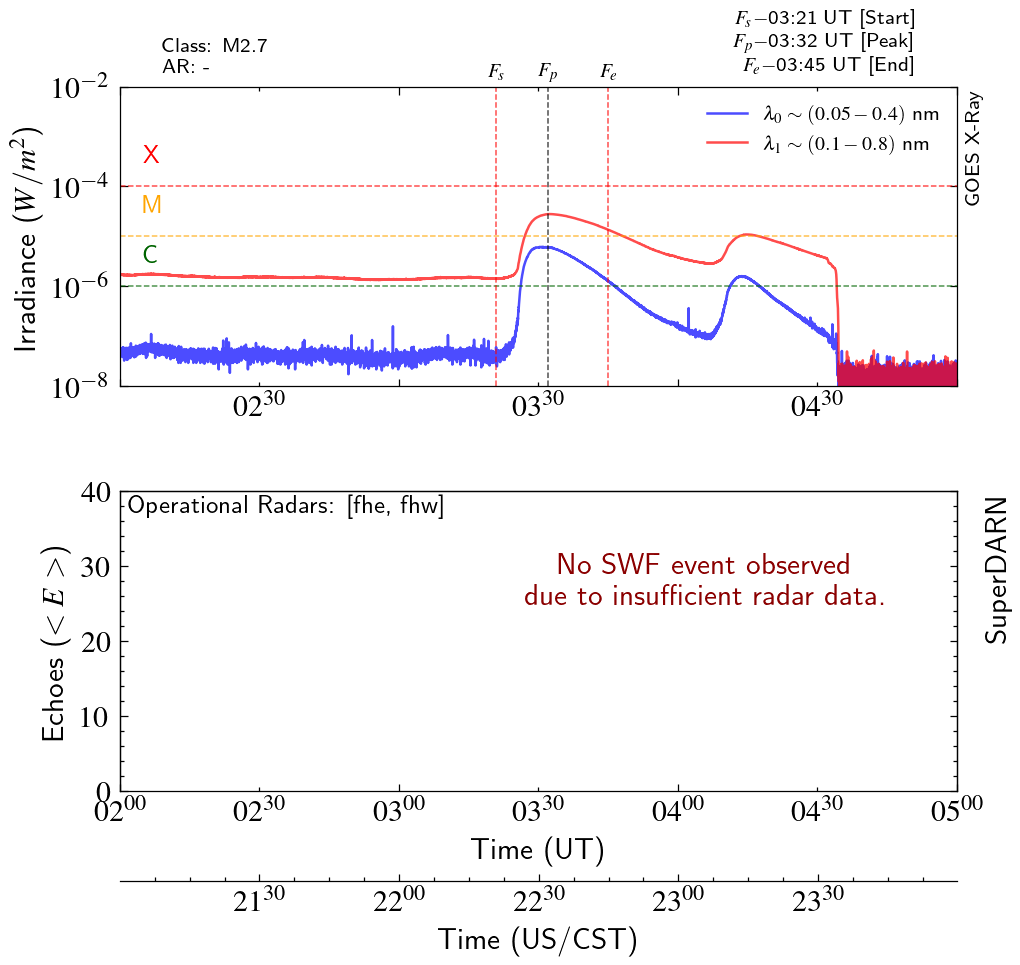 Class: M2.7
AR: -
F_s−03:21 UT [Start]
F_p−03:32 UT [Peak]
F_e−03:45 UT [End]
F_s F_p F_e
10^−2
10^−4
10^−6
10^−8
Irradiance (W/m^2)
X
M
C
λ_0 ∼ (0.05 − 0.4) nm
λ_1 ∼ (0.1 − 0.8) nm
GOES X-Ray
02^30 03^30 04^30
Operational Radars: [fhe, fhw]
No SWF event observed
due to insufficient radar data.
40
30
20
10
0
Echoes (< E >)
SuperDARN
02^00 02^30 03^00 03^30 04^00 04^30 05^00
Time (UT)
21^30 22^00 22^30 23^00 23^30
Time (US/CST)